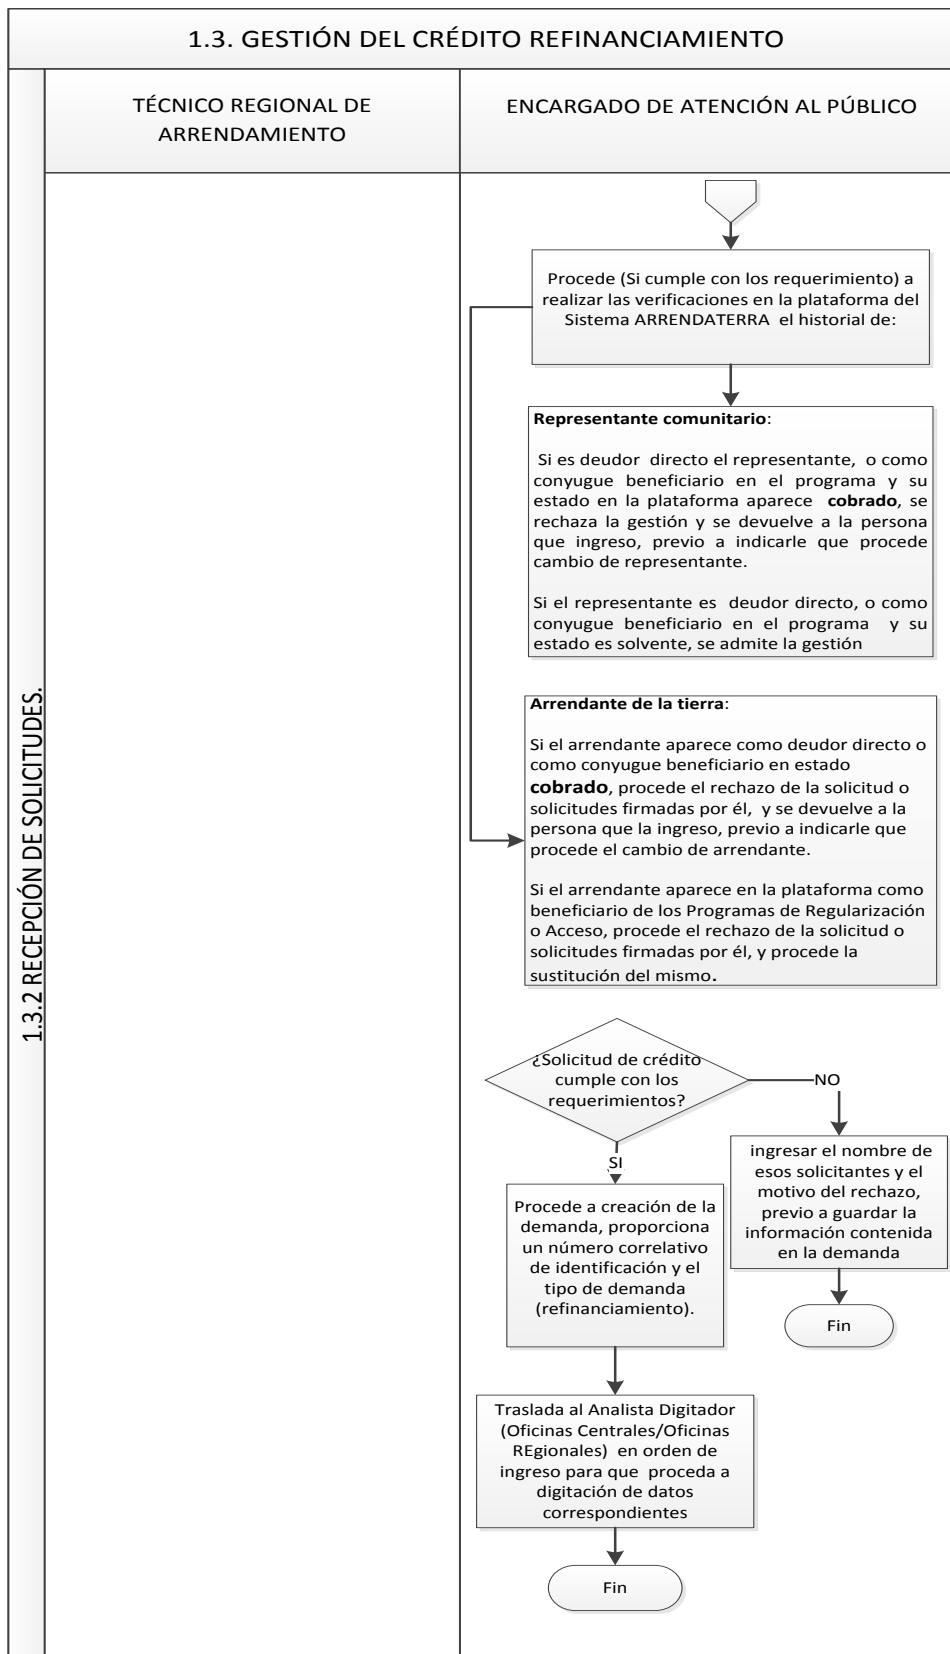 1.3. GESTIÓN DEL CRÉDITO REFINANCIAMIENTO
TÉCNICO REGIONAL DE
ARRENDAMIENTO
ENCARGADO DE ATENCIÓN AL PÚBLICO
1.3.2 RECEPCIÓN DE SOLICITUDES.
Procede (Si cumple con los requerimiento) a
realizar las verificaciones en la plataforma del
Sistema ARRENDATERRA el historial de:
Representante comunitario:
Si es deudor directo el representante, o como
conyugue beneficiario en el programa y su
estado en la plataforma aparece cobrado, se
rechaza la gestión y se devuelve a la persona
que ingreso, previo a indicarle que procede
cambio de representante.
Si el representante es deudor directo, o como
conyugue beneficiario en el programa y su
estado es solvente, se admite la gestión
Arrendante de la tierra:
Si el arrendante aparece como deudor directo o
como conyugue beneficiario en estado
cobrado, procede el rechazo de la solicitud o
solicitudes firmadas por él, y se devuelve a la
persona que la ingreso, previo a indicarle que
procede el cambio de arrendante.
Si el arrendante aparece en la plataforma como
beneficiario de los Programas de Regularización
o Acceso, procede el rechazo de la solicitud o
solicitudes firmadas por él, y procede la
sustitución del mismo.
¿Solicitud de crédito
cumple con los
requerimientos?
NO
SI
ingresar el nombre de
esos solicitantes y el
motivo del rechazo,
previo a guardar la
información contenida
en la demanda
Fin
Procede a creación de la
demanda, proporciona
un número correlativo
de identificación y el
tipo de demanda
(refinanciamiento).
Traslada al Analista Digitador
(Oficinas Centrales/Oficinas
REgionales) en orden de
ingreso para que proceda a
digitación de datos
correspondientes
Fin